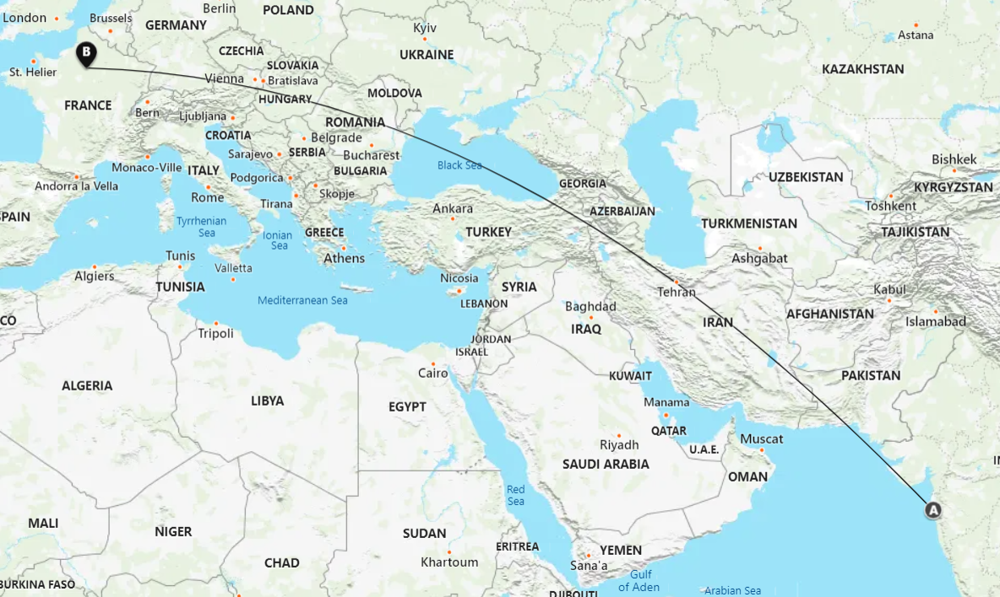 London
Brussels
Berlin
POLAND
GERMANY
Kyiv
Astana
B
CZECHIA
UKRAINE
SLOVAKIA
KAZAKHSTAN
St. Helier
Vienna
Bratislava
MOLDOVA
FRANCE
HUNGARY
Bern
Ljubljana
ROMANIA
CROATIA
Belgrade
Sarajevo
SERBIA
Bucharest
Bishkek
Monaco-Ville
ITALY
BULGARIA
Black Sea
Andorra la Vella
Podgorica
GEORGIA
UZBEKISTAN
KYRGYZSTAN
Rome
Skopje
Tirana
Ankara
AZERBAIJAN
Toshkent
PAIN
Tyrrhenian
Sea
Ionian
Sea
GREECE
TURKEY
TURKMENISTAN
TAJIKISTAN
Tunis
Athens
Ashgabat
Algiers
Valletta
Nicosia
TUNISIA
SYRIA
Tehran
Kabul
Mediterranean Sea
LEBANON
Baghdad
AFGHANISTAN
CO
IRAQ
IRAN
Islamabad
Tripoli
JORDAN
ISRAEL
Cairo
KUWAIT
PAKISTAN
ALGERIA
LIBYA
EGYPT
Manama
QATAR
Riyadh
Muscat
U.A.E.
SAUDI ARABIA
OMAN
IN
Red
Sea
A
MALI
NIGER
SUDAN
ERITREA
YEMEN
CHAD
Khartoum
Sana'a
BURKINA FASO
Gulf
of Aden
Arabian Sea
DJIBOUTI